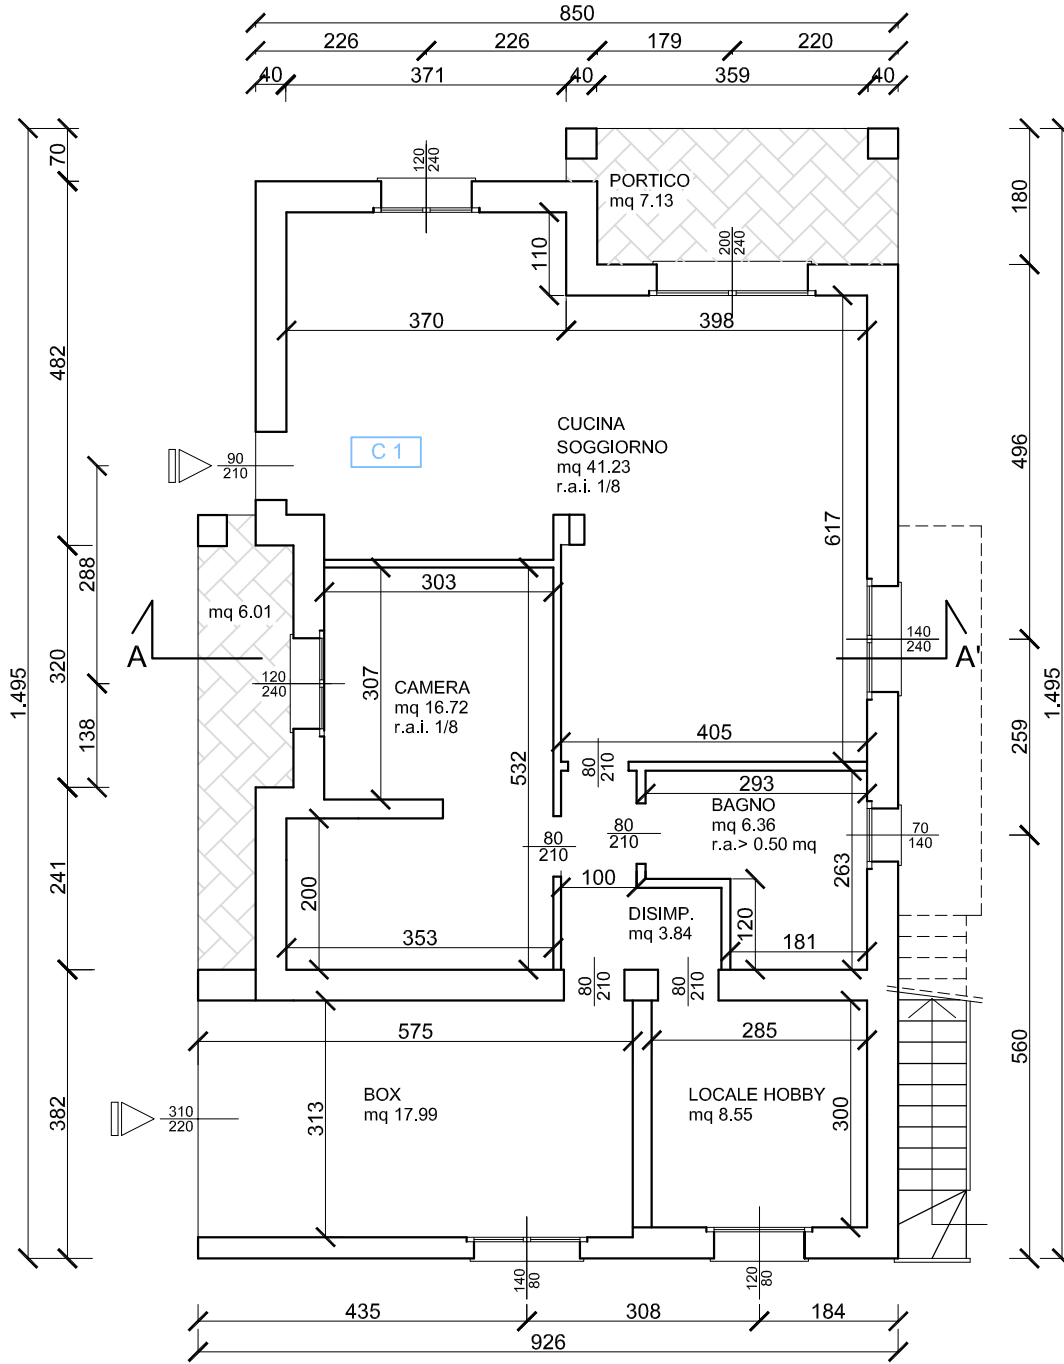 850
226 226 179 220
40 371 40 359 40
70
120
240
PORTICO
mq 7.13
180
200
240
110
370 398
482
CUCINA
SOGGIORNO
mq 41.23
r.a.i. 1/8
C 1
90
210
496
617
288
303
mq 6.01
140
240
A A'
320
120
240
307
CAMERA
mq 16.72
r.a.i. 1/8
1.495
1.495
138
405
259
532
80
210
293
BAGNO
mq 6.36
r.a.> 0.50 mq
80
210
80
210
70
140
263
241
200
100
DISIMP.
mq 3.84
120
353
181
80
210
80
210
575 285
560
BOX
mq 17.99
LOCALE HOBBY
mq 8.55
382
310
220
313
300
140
80
120
80
435 308 184
926